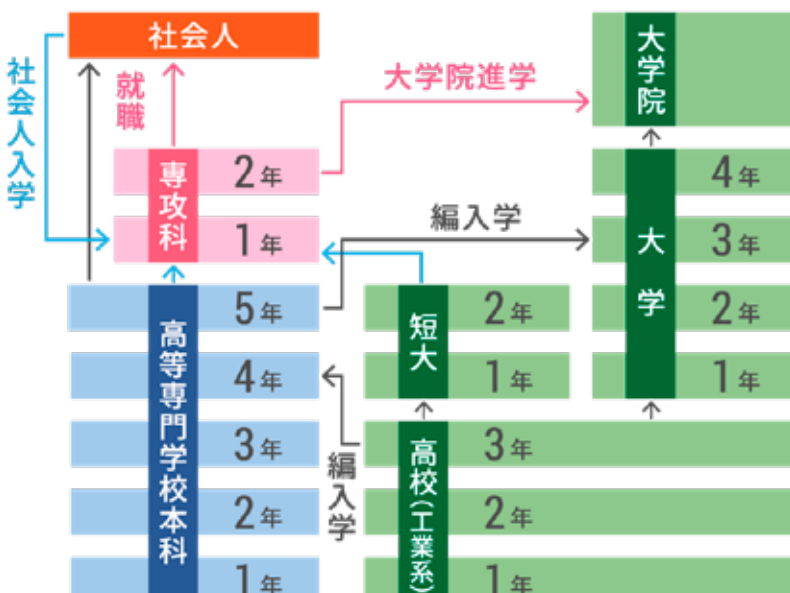 社会人
大学院
就職
大学院進学
社会人入学
専攻科
2年
1年
編入学
大学
4年
3年
2年
1年
高等専門学校本科
5年
4年
3年
2年
1年
編入学
短大
2年
1年
高校(工業系)
3年
2年
1年